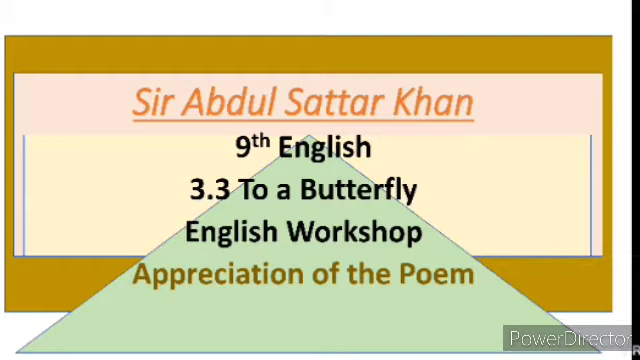 Sir Abdul Sattar Khan
9th English
3.3 To a Butterfly
English Workshop
Appreciation of the Poem
PowerDirector